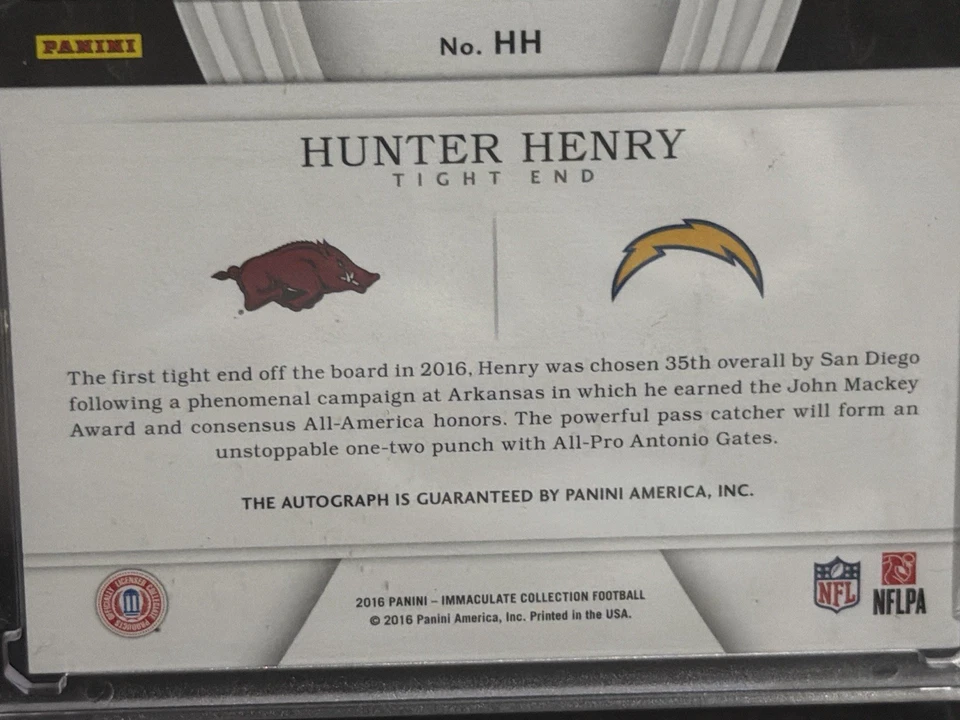 PANINI
No. HH
HUNTER HENRY
TIGHT END
The first tight end off the board in 2016, Henry was chosen 35th overall by San Diego
following a phenomenal campaign at Arkansas in which he earned the John Mackey
Award and consensus All-America honors. The powerful pass catcher will form an
unstoppable one-two punch with All-Pro Antonio Gates.
THE AUTOGRAPH IS GUARANTEED BY PANINI AMERICA, INC.
OFFICIALLY LICENSED COLLEGIATE PRODUCTS
2016 PANINI – IMMACULATE COLLECTION FOOTBALL
© 2016 Panini America, Inc. Printed in the USA.
NFL
NFLPA